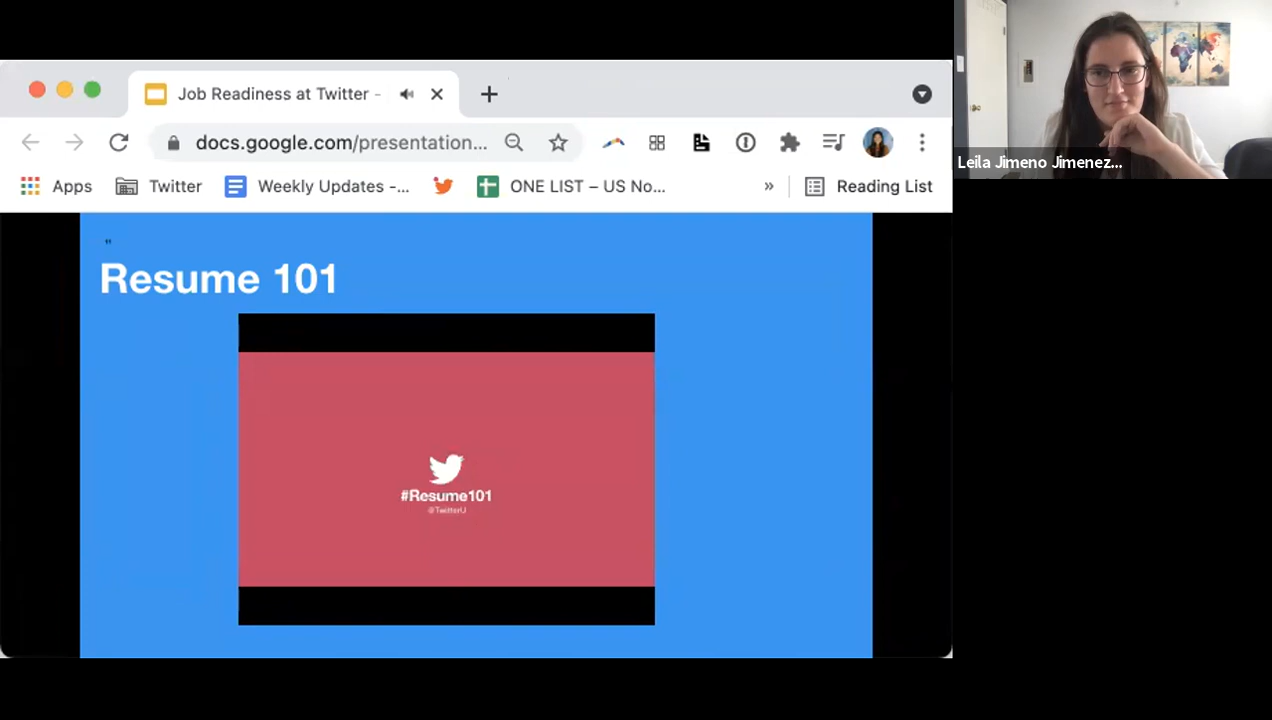 Job Readiness at Twitter -
docs.google.com/presentation...
Apps
Twitter
Weekly Updates -...
ONE LIST – US No...
»
Reading List
"
Resume 101
#Resume101
@TwitterU
Leila Jimeno Jimenez...